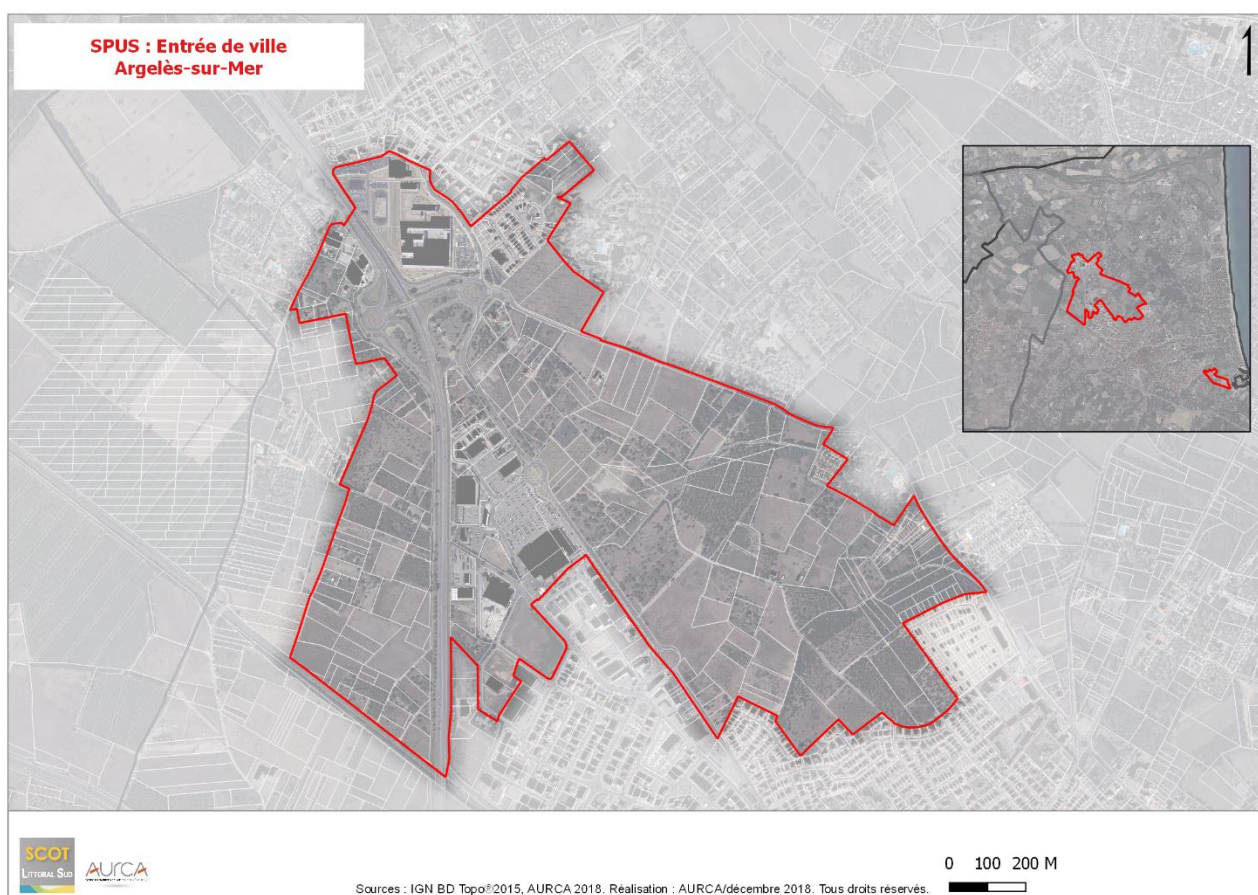 SPUS : Entrée de ville
Argelès-sur-Mer
SCOT
LITTORAL SUD
AURCA
Sources : IGN BD Topo®2015, AURCA 2018. Réalisation : AURCA/décembre 2018. Tous droits réservés.
0 100 200 M